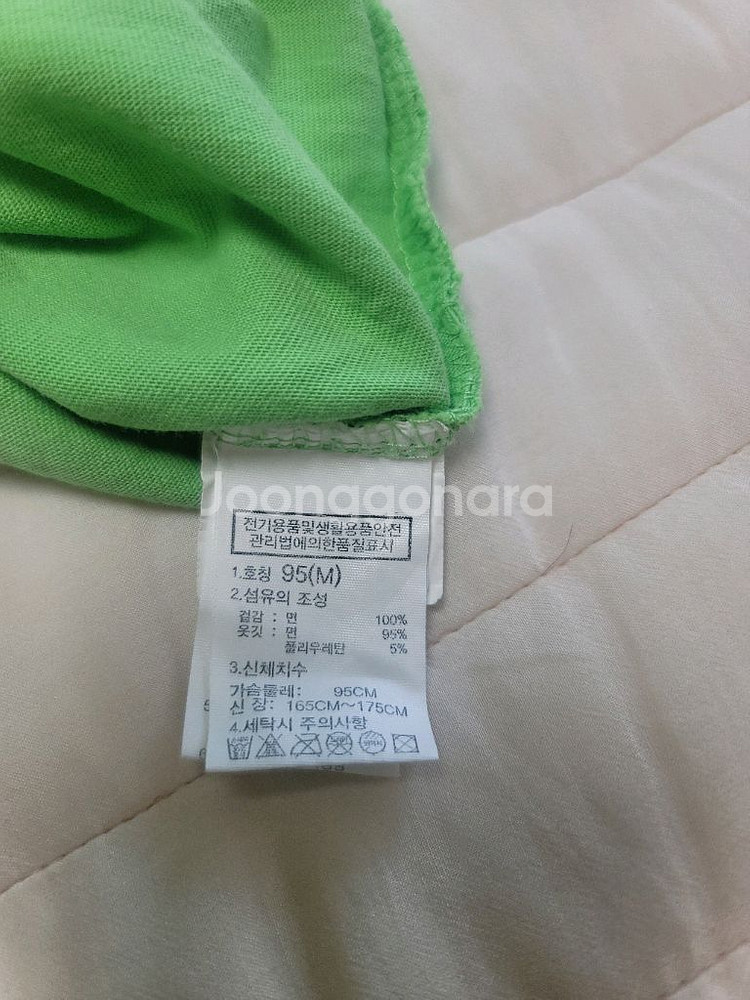 Joonggonara
전기용품및생활용품안전
관리법에의한품질표시
1.호칭 95(M)
2.섬유의 조성
겉감 : 면 100%
옷깃 : 면 95%
폴리우레탄 5%
3.신체치수
가슴둘레: 95CM
신 장: 165CM~175CM
4.세탁시 주의사항